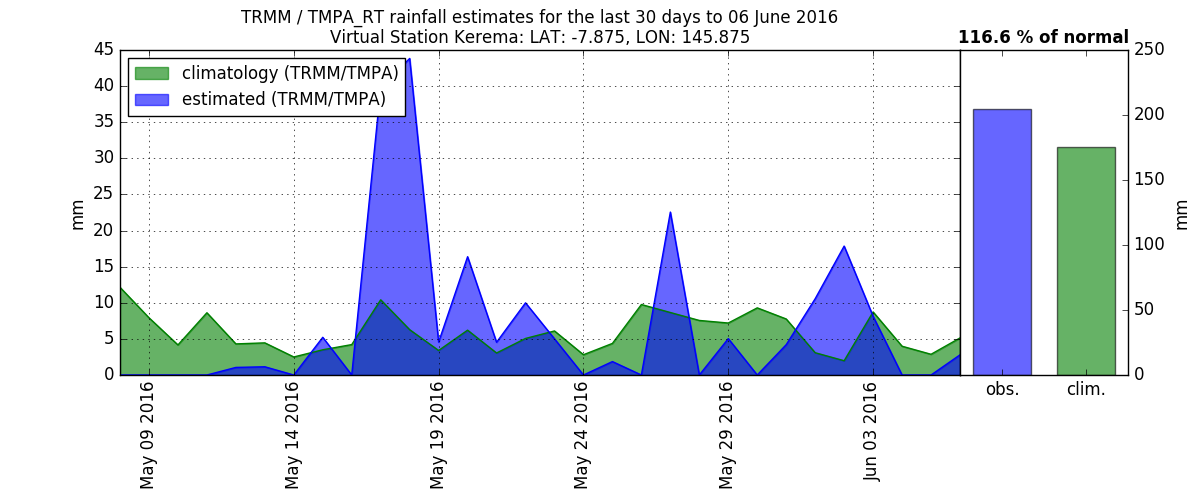 TRMM / TMPA_RT rainfall estimates for the last 30 days to 06 June 2016
Virtual Station Kerema: LAT: -7.875, LON: 145.875
116.6 % of normal
climatology (TRMM/TMPA)
estimated (TRMM/TMPA)
45
40
35
30
25
20
15
10
5
0
mm
May 09 2016
May 14 2016
May 19 2016
May 24 2016
May 29 2016
Jun 03 2016
obs.
clim.
250
200
150
100
50
0
mm